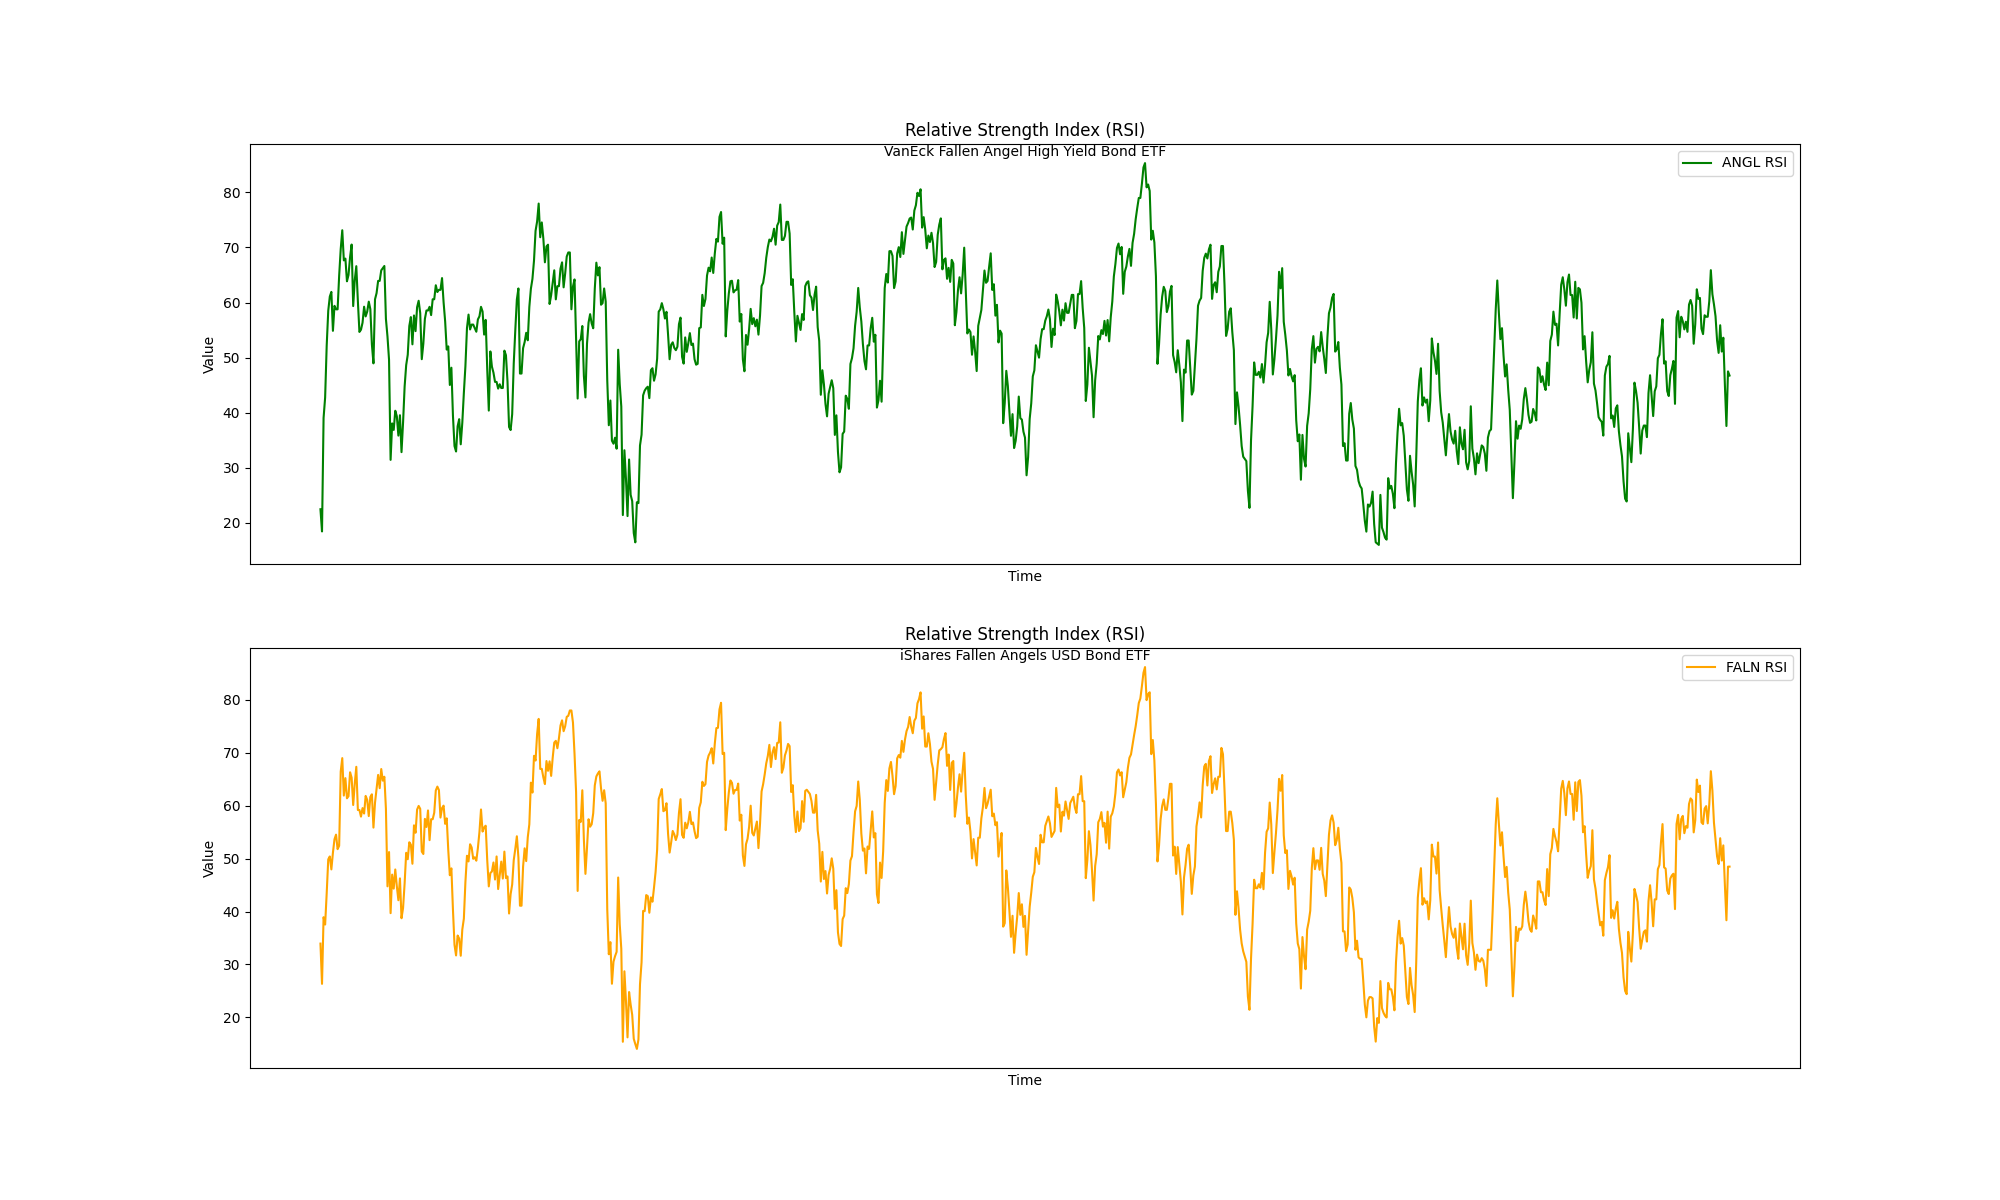 Relative Strength Index (RSI)
VanEck Fallen Angel High Yield Bond ETF
ANGL RSI
80
70
60
50
40
30
20
Value
Time
Relative Strength Index (RSI)
iShares Fallen Angels USD Bond ETF
FALN RSI
80
70
60
50
40
30
20
Value
Time